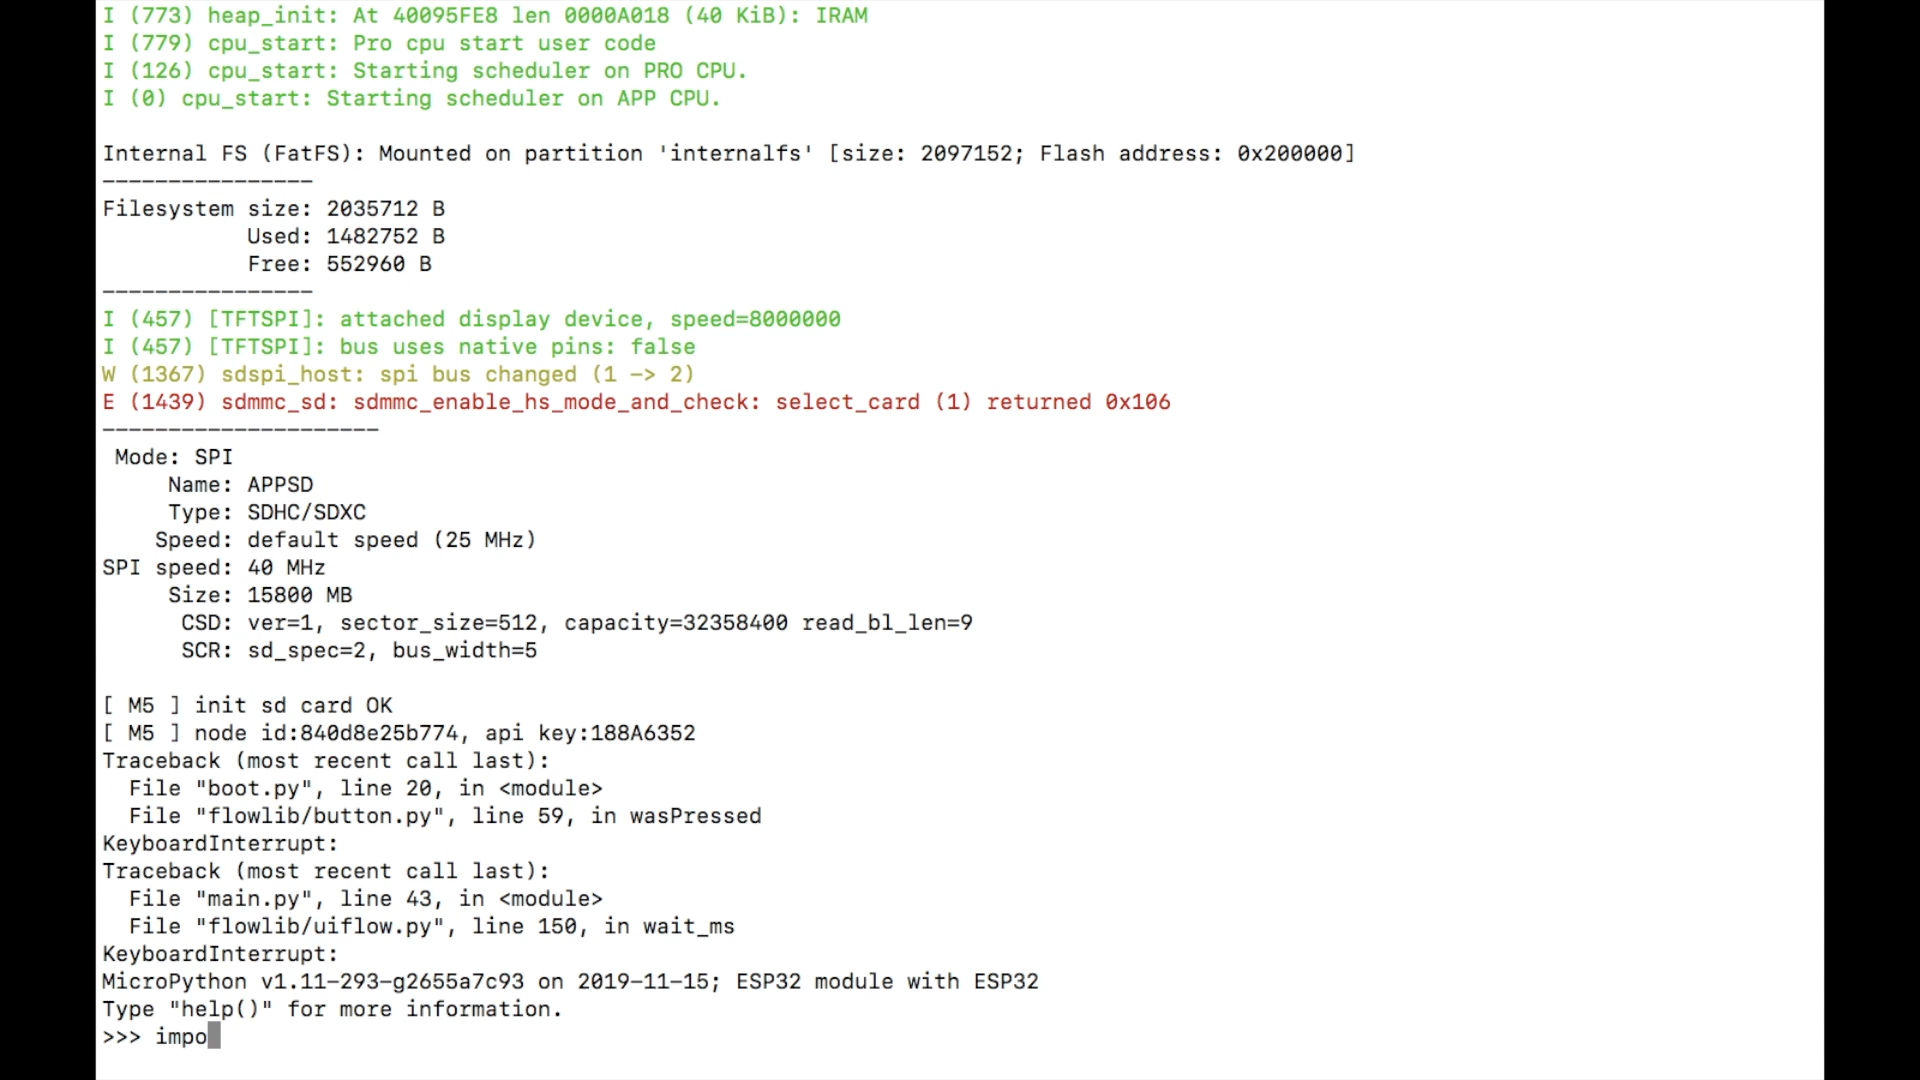 I (773) heap_init: At 40095FE8 len 0000A018 (40 KiB): IRAM
I (779) cpu_start: Pro cpu start user code
I (126) cpu_start: Starting scheduler on PRO CPU.
I (0) cpu_start: Starting scheduler on APP CPU.
Internal FS (FatFS): Mounted on partition 'internalfs' [size: 2097152; Flash address: 0x200000]
----------------
Filesystem size: 2035712 B
Used: 1482752 B
Free: 552960 B
----------------
I (457) [TFTSPI]: attached display device, speed=8000000
I (457) [TFTSPI]: bus uses native pins: false
W (1367) sdspi_host: spi bus changed (1 -> 2)
E (1439) sdmmc_sd: sdmmc_enable_hs_mode_and_check: select_card (1) returned 0x106
---------------------
Mode: SPI
Name: APPSD
Type: SDHC/SDXC
Speed: default speed (25 MHz)
SPI speed: 40 MHz
Size: 15800 MB
CSD: ver=1, sector_size=512, capacity=32358400 read_bl_len=9
SCR: sd_spec=2, bus_width=5
[ M5 ] init sd card OK
[ M5 ] node id:840d8e25b774, api key:188A6352
Traceback (most recent call last):
File "boot.py", line 20, in <module>
File "flowlib/button.py", line 59, in wasPressed
KeyboardInterrupt:
Traceback (most recent call last):
File "main.py", line 43, in <module>
File "flowlib/uiflow.py", line 150, in wait_ms
KeyboardInterrupt:
MicroPython v1.11-293-g2655a7c93 on 2019-11-15; ESP32 module with ESP32
Type "help()" for more information.
>>> impo